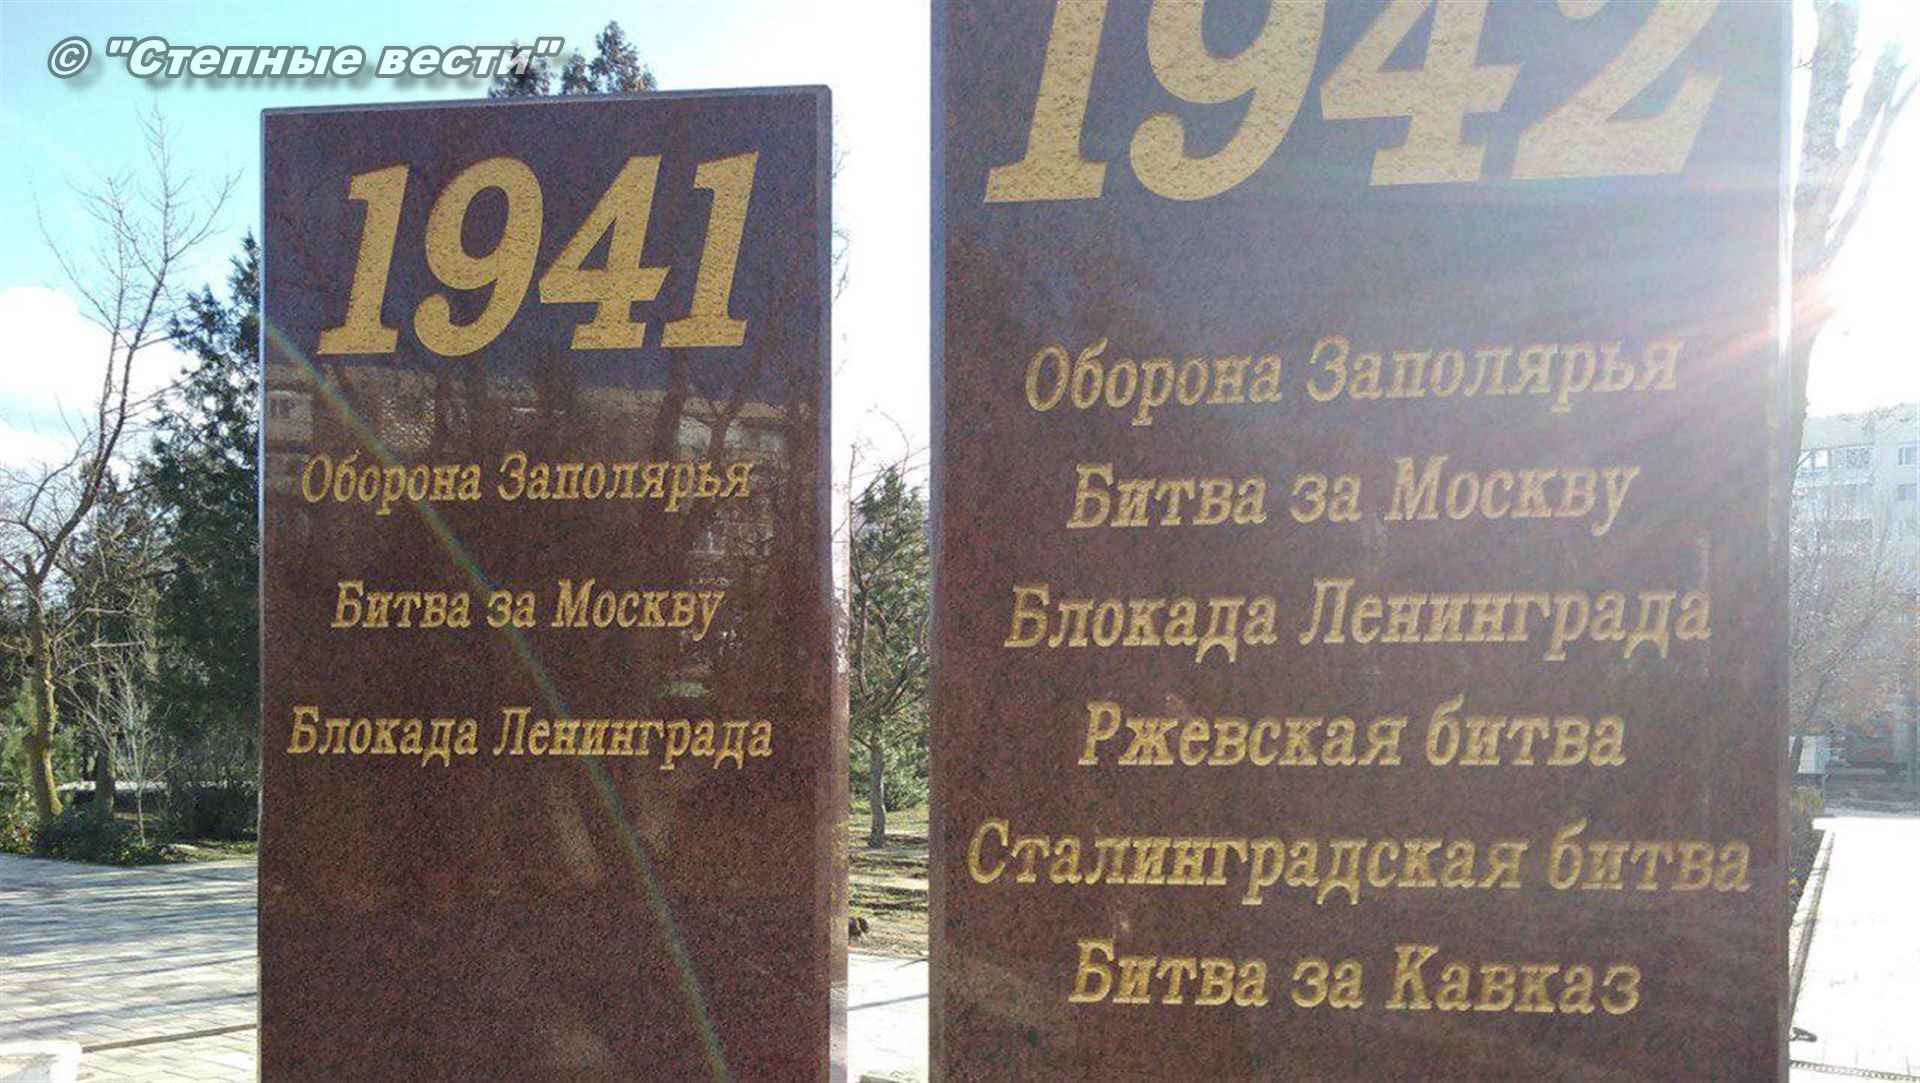 © "Степные вести"
1941
Оборона Заполярья
Битва за Москву
Блокада Ленинграда
1942
Оборона Заполярья
Битва за Москву
Блокада Ленинграда
Ржевская битва
Сталинградская битва
Битва за Кавказ